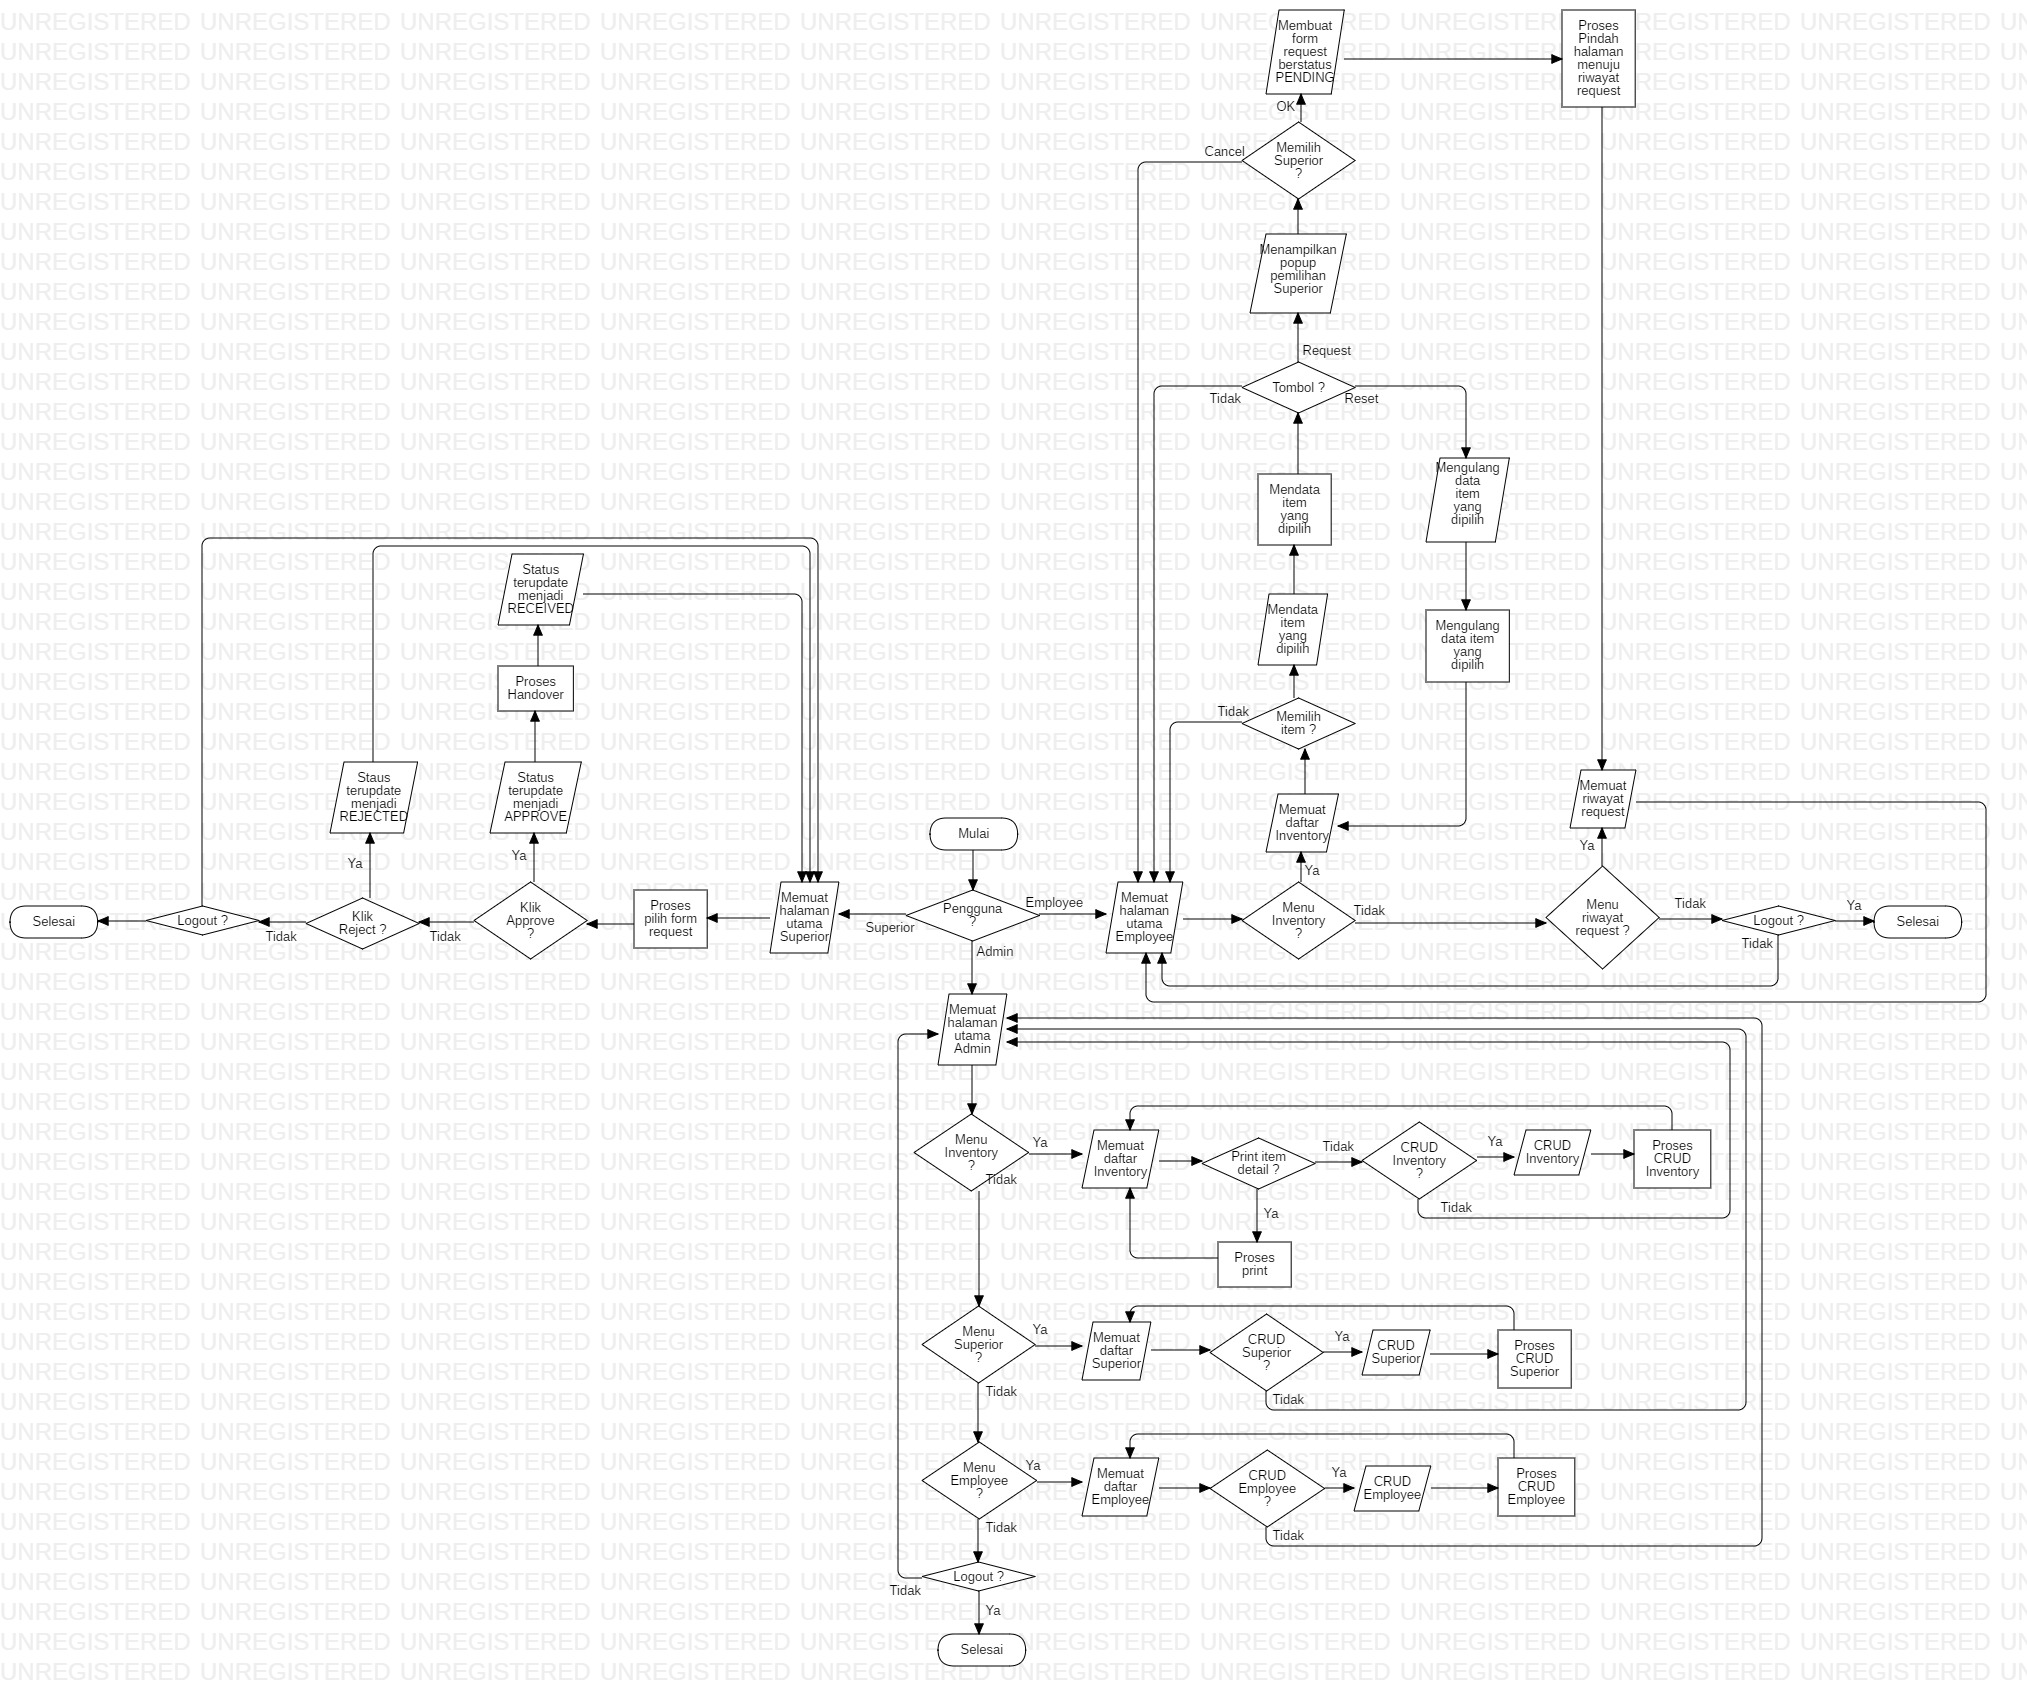 Membuat
form
request
berstatus
PENDING
Proses
Pindah
halaman
menuju
riwayat
request
OK
Cancel
Memilih
Superior
?
Menampilkan
popup
pemilihan
Superior
Request
Tombol ?
Tidak
Reset
Mengulang
data
item
yang
dipilih
Mendata
item
yang
dipilih
Mendata
item
yang
dipilih
Mengulang
data item
yang
dipilih
Tidak
Memilih
item ?
Memuat
daftar
Inventory
Memuat
riwayat
request
Status
terupdate
menjadi
RECEIVED
Proses
Handover
Staus
terupdate
menjadi
REJECTED
Status
terupdate
menjadi
APPROVE
Mulai
Ya
Ya
Ya
Ya
Selesai
Logout ?
Tidak
Klik
Reject ?
Tidak
Klik
Approve
?
Proses
pilih form
request
Memuat
halaman
utama
Superior
Superior
Pengguna
?
Employee
Admin
Memuat
halaman
utama
Employee
Menu
Inventory
?
Tidak
Menu
riwayat
request ?
Tidak
Logout ?
Ya
Tidak
Selesai
Memuat
halaman
utama
Admin
Menu
Inventory
?
Ya
Tidak
Memuat
daftar
Inventory
Print item
detail ?
Tidak
Ya
CRUD
Inventory
?
Ya
Tidak
CRUD
Inventory
Proses
CRUD
Inventory
Proses
print
Menu
Superior
?
Ya
Tidak
Memuat
daftar
Superior
CRUD
Superior
?
Ya
Tidak
CRUD
Superior
Proses
CRUD
Superior
Menu
Employee
?
Ya
Tidak
Memuat
daftar
Employee
CRUD
Employee
?
Ya
Tidak
CRUD
Employee
Proses
CRUD
Employee
Logout ?
Tidak
Ya
Selesai